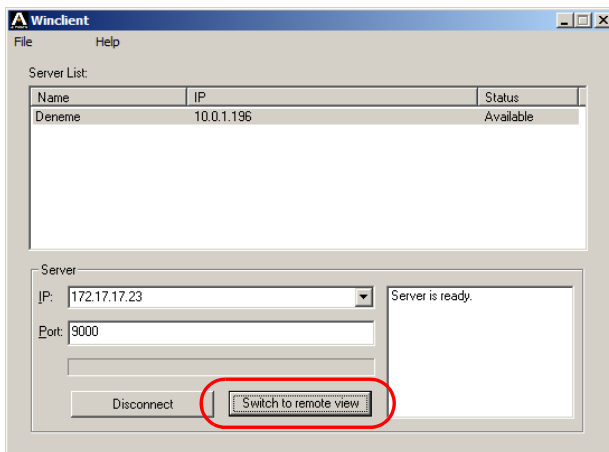 Winclient
File Help
Server List:
Name IP Status
Deneme 10.0.1.196 Available
Server
IP: 172.17.17.23
Server is ready.
Port: 9000
Disconnect Switch to remote view